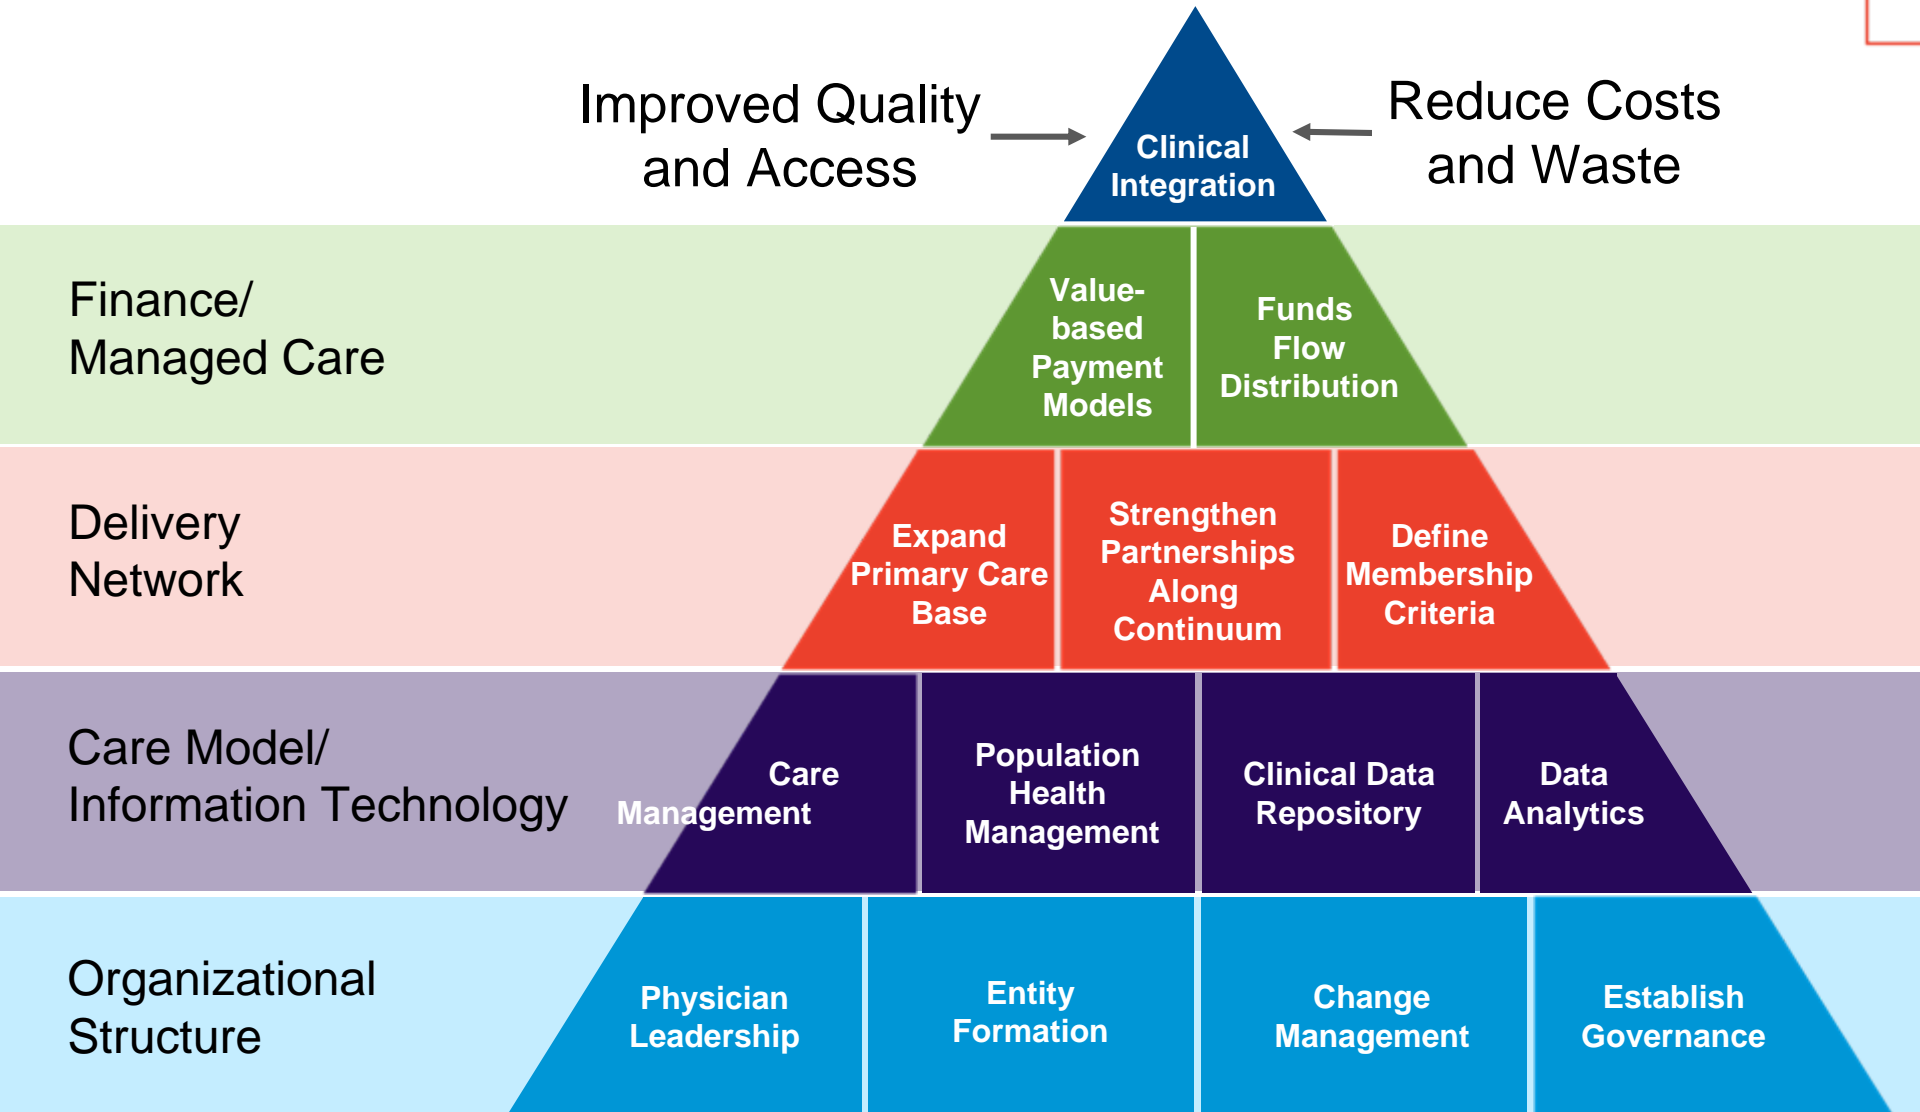 Improved Quality
and Access
Clinical
Integration
Reduce Costs
and Waste
Finance/
Managed Care
Value-
based
Payment
Models
Funds
Flow
Distribution
Delivery
Network
Expand
Primary Care
Base
Strengthen
Partnerships
Along
Continuum
Define
Membership
Criteria
Care Model/
Information Technology
Care
Management
Population
Health
Management
Clinical Data
Repository
Data
Analytics
Organizational
Structure
Physician
Leadership
Entity
Formation
Change
Management
Establish
Governance